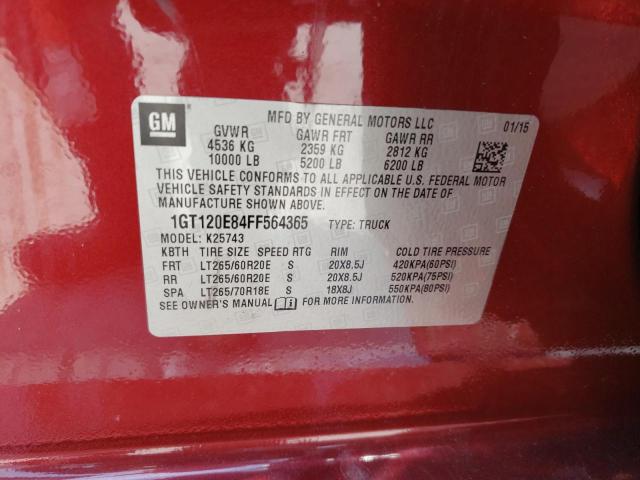 GM
MFD BY GENERAL MOTORS LLC 01/15
GVWR GAWR FRT GAWR RR
4536 KG 2359 KG 2812 KG
10000 LB 5200 LB 6200 LB
THIS VEHICLE CONFORMS TO ALL APPLICABLE U.S. FEDERAL MOTOR
VEHICLE SAFETY STANDARDS IN EFFECT ON THE DATE OF
MANUFACTURE SHOWN ABOVE.
1GT120E84FF564365 TYPE: TRUCK
MODEL: K25743
KBTH TIRE SIZE SPEED RTG RIM COLD TIRE PRESSURE
FRT LT265/60R20E S 20X8.5J 420KPA(60PSI)
RR LT265/60R20E S 20X8.5J 520KPA(75PSI)
SPA LT265/70R18E S 18X8J 550KPA(80PSI)
SEE OWNER'S MANUAL FOR MORE INFORMATION.